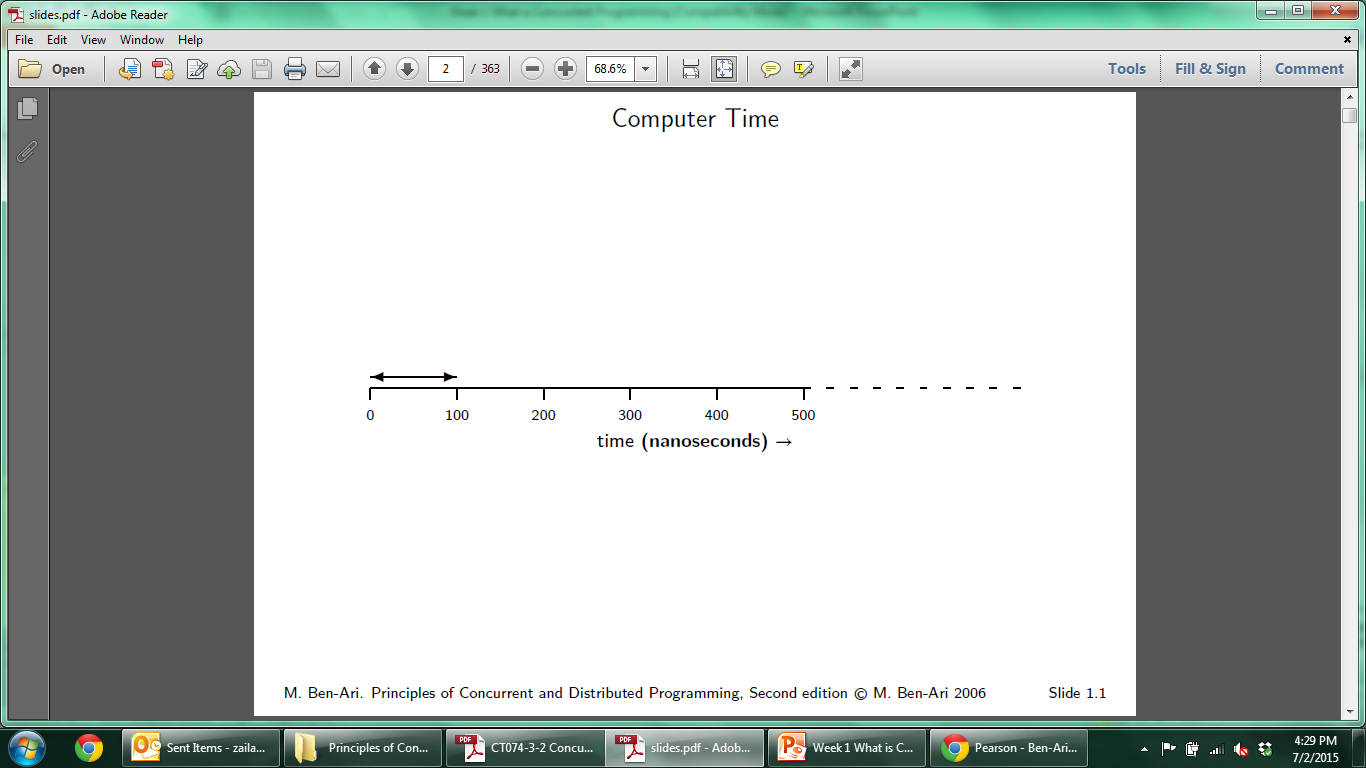 slides.pdf - Adobe Reader
File Edit View Window Help
Open 2 / 363 68.6% Tools Fill & Sign Comment
Computer Time
0 100 200 300 400 500
time (nanoseconds) →
M. Ben-Ari. Principles of Concurrent and Distributed Programming, Second edition © M. Ben-Ari 2006 Slide 1.1
Sent Items - zaila... Principles of Con... CT074-3-2 Concu... slides.pdf - Adob... Week 1 What is C... Pearson - Ben-Ari... 4:29 PM
7/2/2015